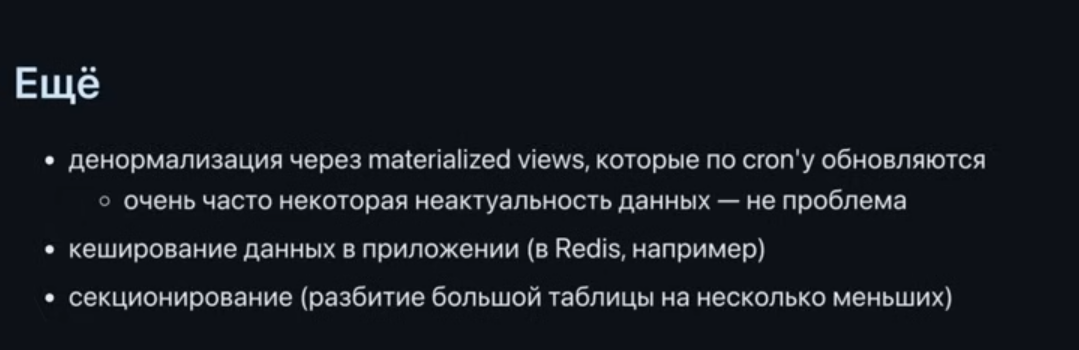 Ещё
• денормализация через materialized views, которые по cron'у обновляются
◦ очень часто некоторая неактуальность данных — не проблема
• кеширование данных в приложении (в Redis, например)
• секционирование (разбитие большой таблицы на несколько меньших)